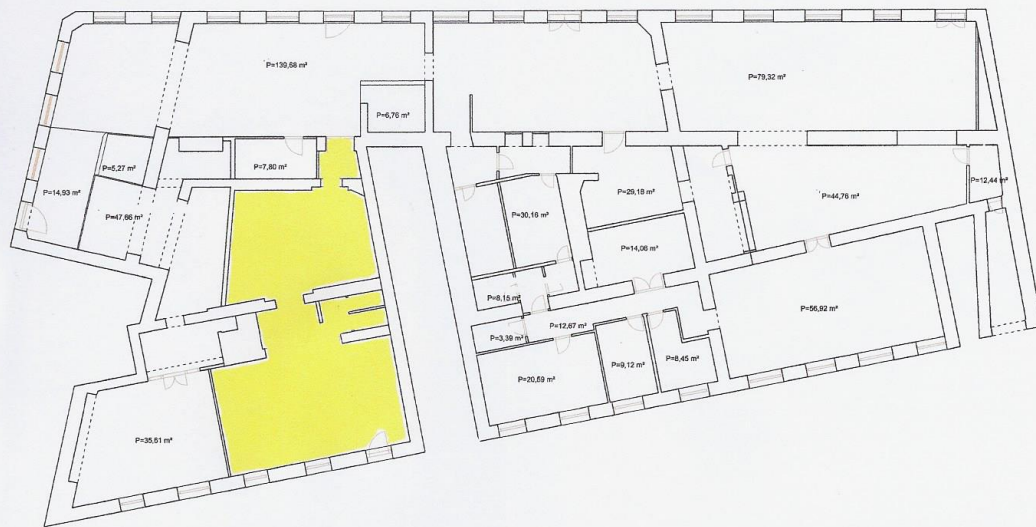 P=139,68 m²
P=79,32 m²
P=6,76 m²
P=5,27 m²
P=7,80 m²
P=14,93 m²
P=47,66 m²
P=29,18 m²
P=44,76 m²
P=12,44 m²
P=30,16 m²
P=14,06 m²
P=8,15 m²
P=56,92 m²
P=12,67 m²
P=3,39 m²
P=9,12 m²
P=8,45 m²
P=20,59 m²
P=35,61 m²